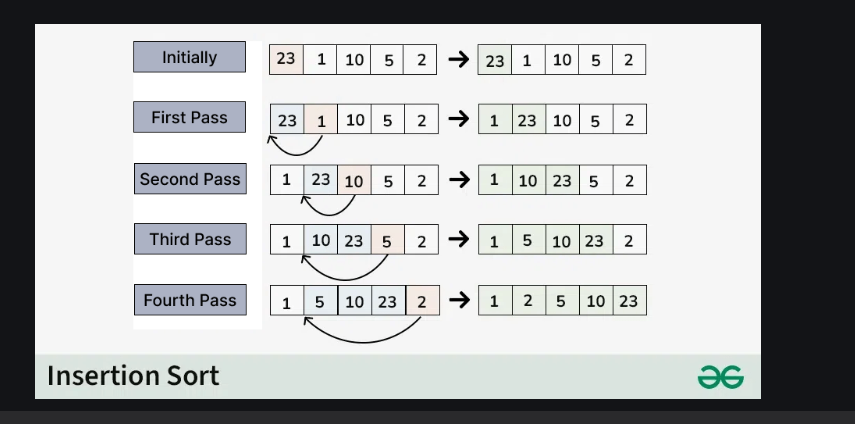 Initially 23 1 10 5 2 → 23 1 10 5 2
First Pass 23 1 10 5 2 → 1 23 10 5 2
Second Pass 1 23 10 5 2 → 1 10 23 5 2
Third Pass 1 10 23 5 2 → 1 5 10 23 2
Fourth Pass 1 5 10 23 2 → 1 2 5 10 23
Insertion Sort